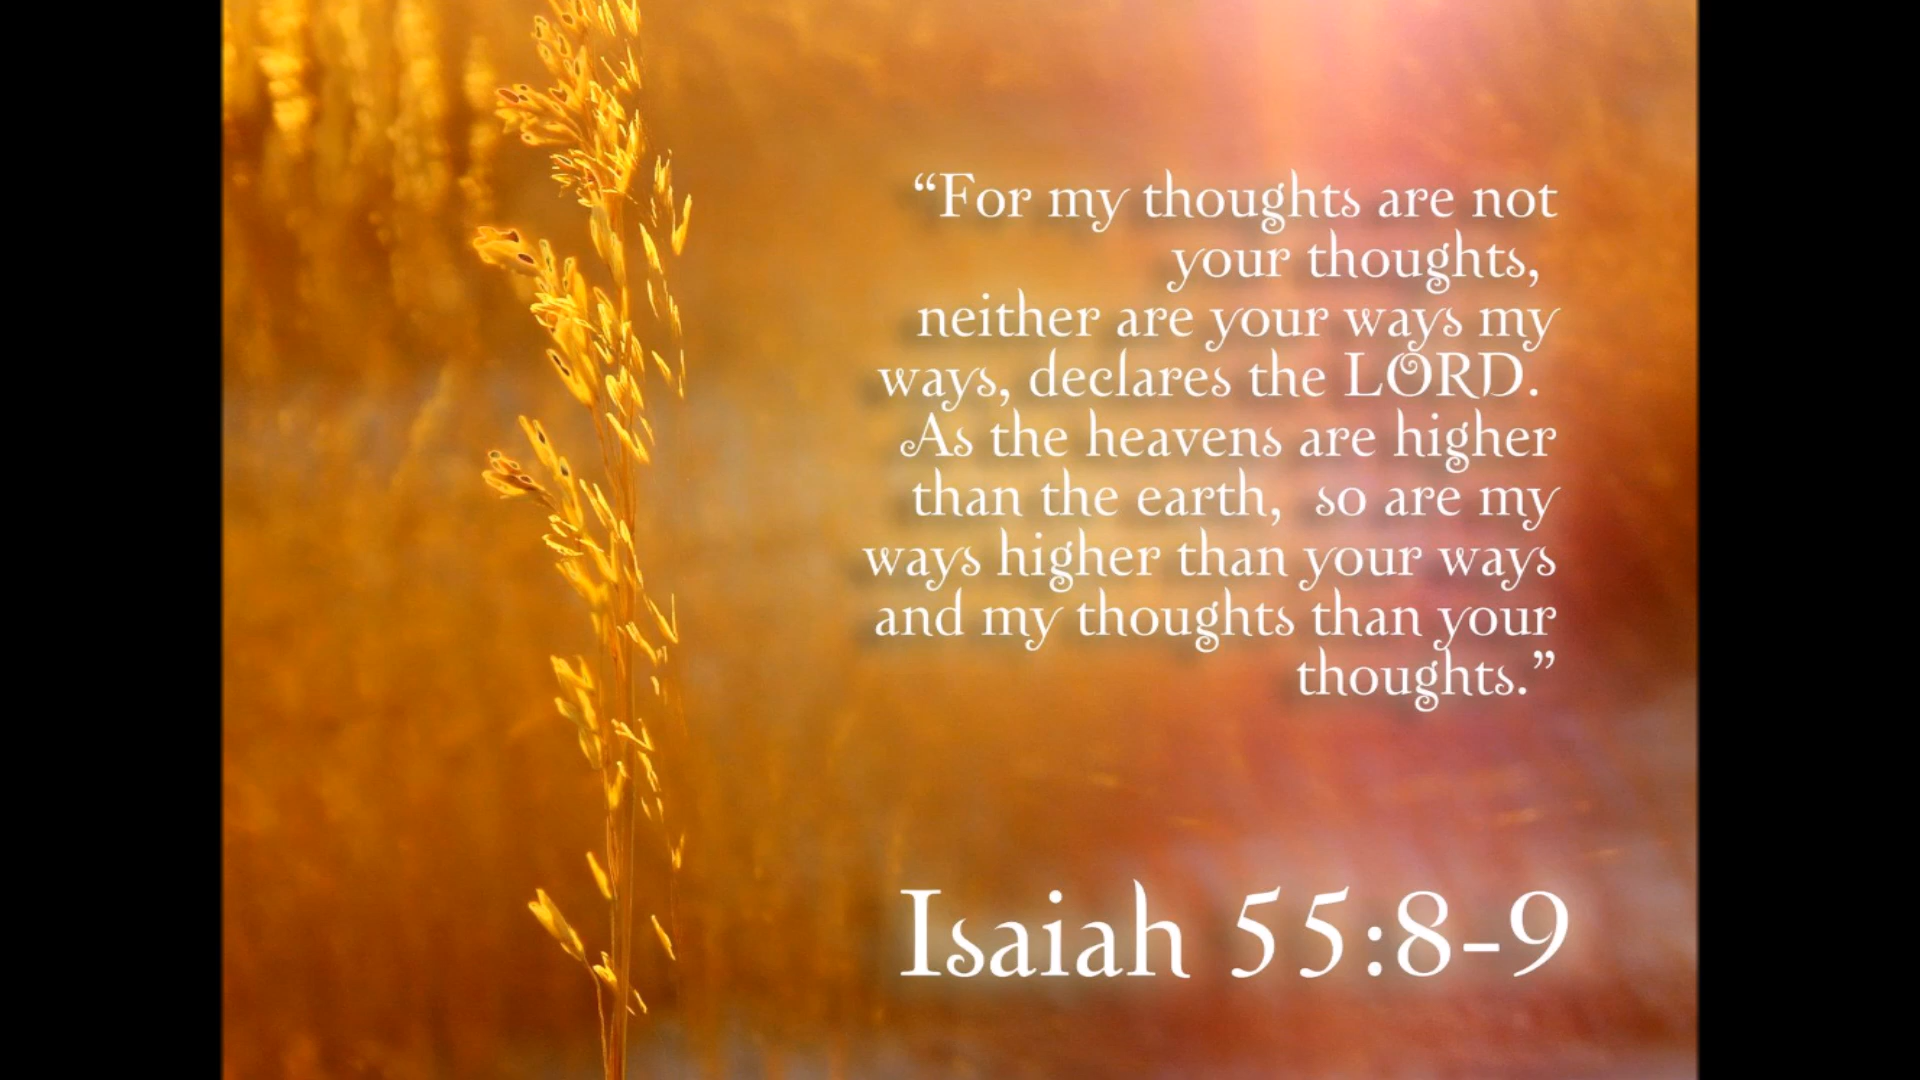 “For my thoughts are not
your thoughts,
neither are your ways my
ways, declares the LORD.
As the heavens are higher
than the earth,  so are my
ways higher than your ways
and my thoughts than your
thoughts.”
Isaiah 55:8-9